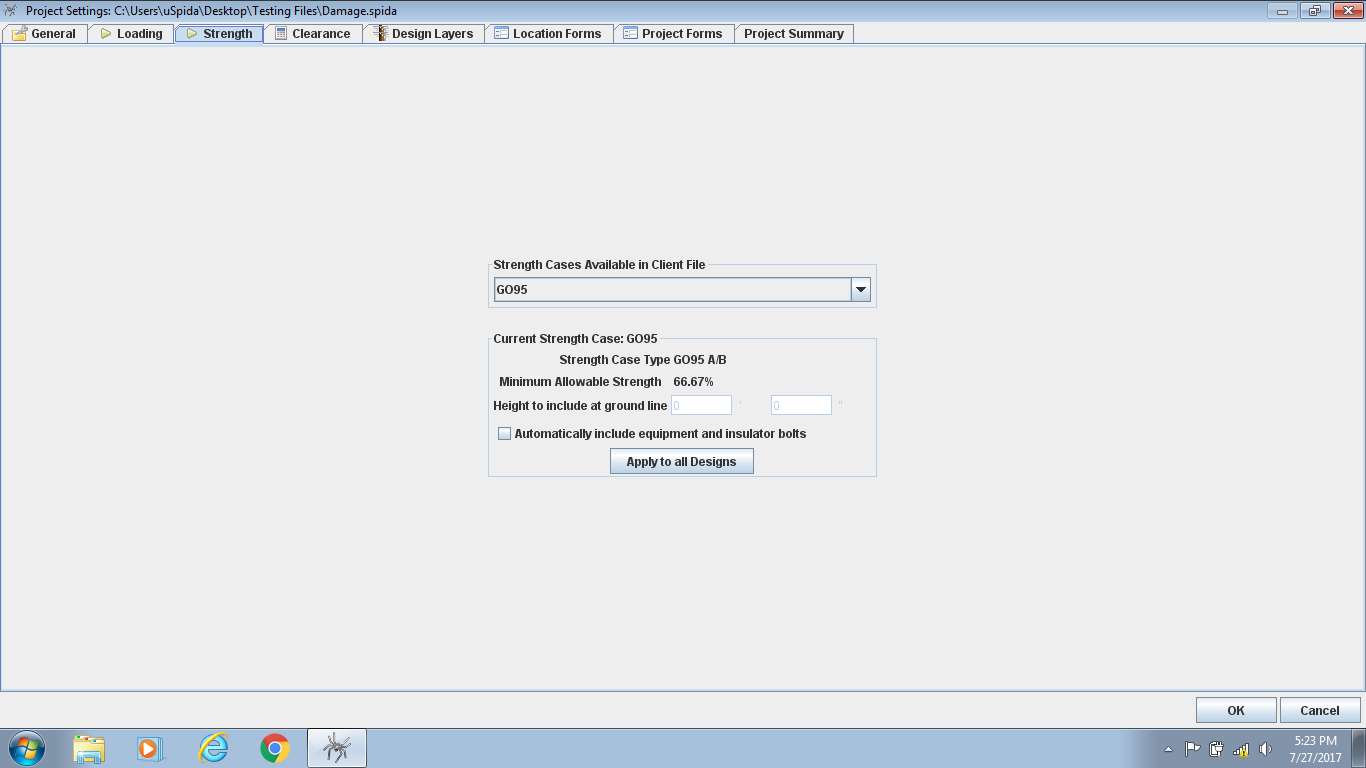 Project Settings: C:\Users\uSpida\Desktop\Testing Files\Damage.spida
General Loading Strength Clearance Design Layers Location Forms Project Forms Project Summary
Strength Cases Available in Client File
GO95
Current Strength Case: GO95
Strength Case Type GO95 A/B
Minimum Allowable Strength 66.67%
Height to include at ground line 0 ' 0 "
Automatically include equipment and insulator bolts
Apply to all Designs
OK Cancel
5:23 PM
7/27/2017